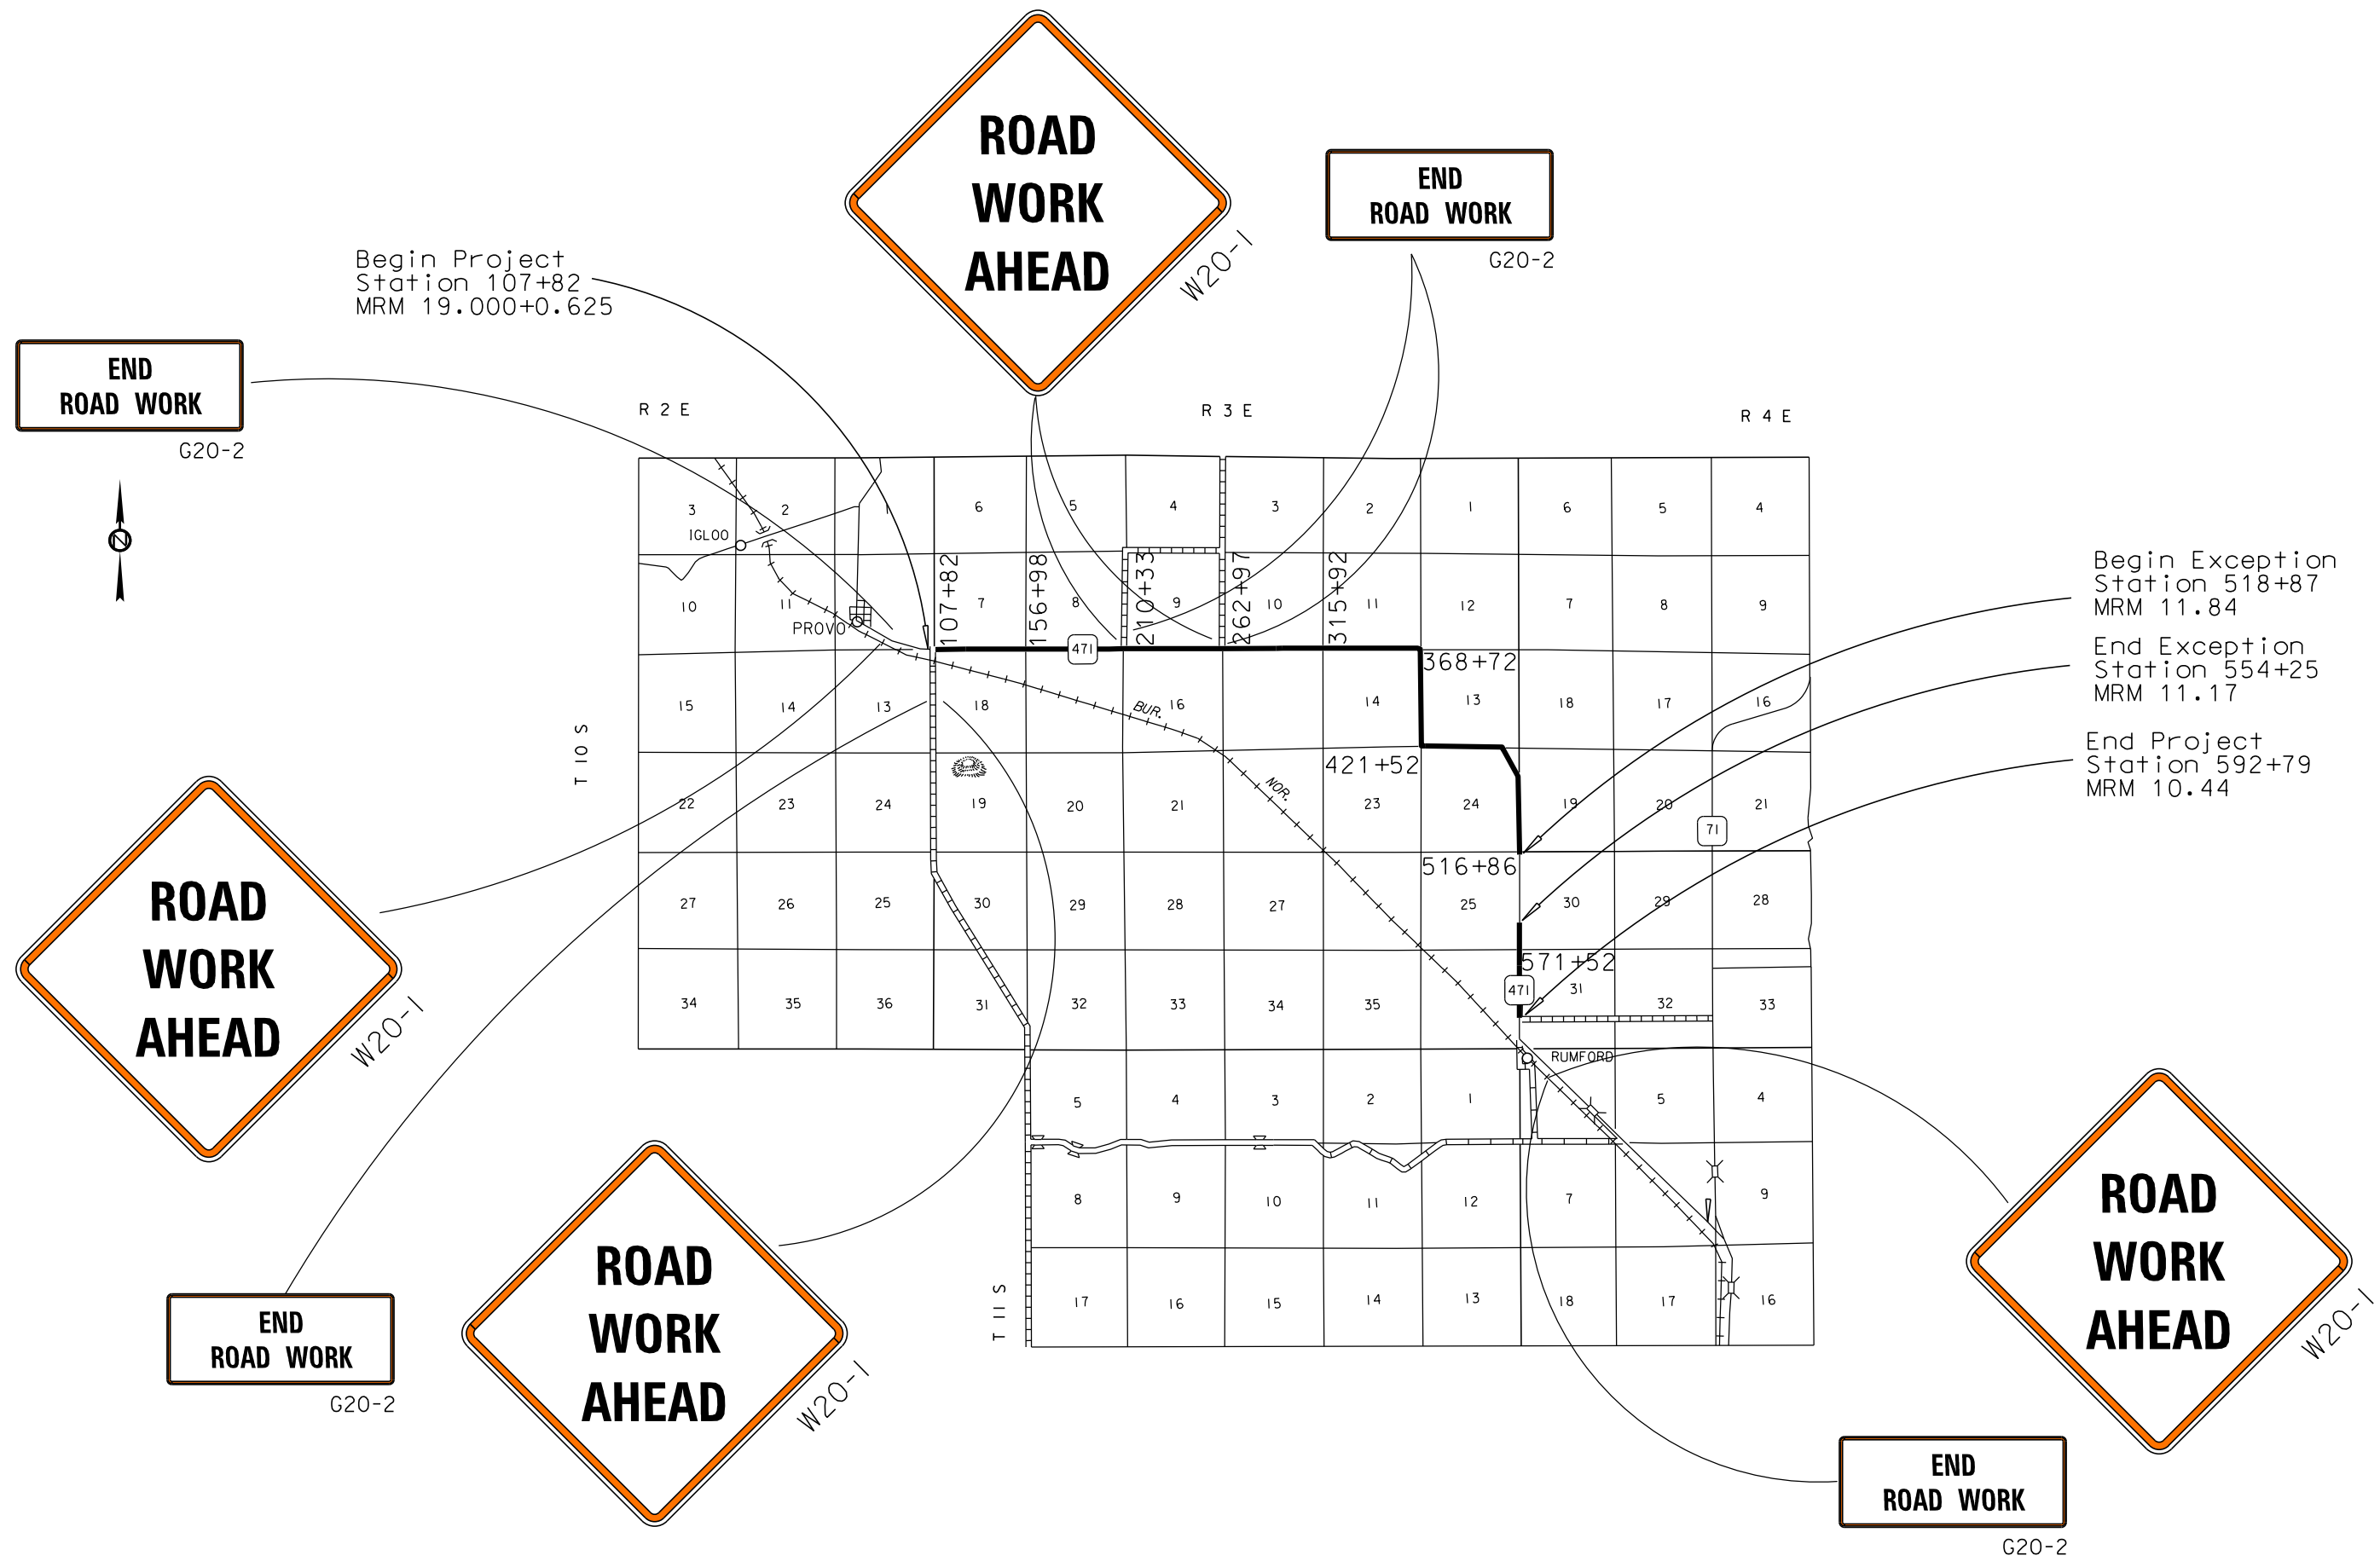 ROAD
WORK
AHEAD
W20-1
END
ROAD WORK
G20-2
Begin Project
Station 107+82
MRM 19.000+0.625
END
ROAD WORK
G20-2
N
R 2 E
R 3 E
R 4 E
3 2 1 6 5 4 3 2 1 6 5 4
IGLOO
107+82
156+98
210+33
262+97
315+92
10 11 7 8 9 10 11 12 7 8 9
PROVO
471
368+72
Begin Exception
Station 518+87
MRM 11.84
End Exception
Station 554+25
MRM 11.17
End Project
Station 592+79
MRM 10.44
T 10 S
15 14 13 18 16 14 13 18 17 16
BUR.
421+52
NOR.
22 23 24 19 20 21 23 24 19 20 21
71
516+86
27 26 25 30 29 28 27 25 30 29 28
571+52
471
34 35 36 31 32 33 34 35 31 32 33
RUMFORD
5 4 3 2 1 5 4
8 9 10 11 12 7 9
T 11 S
17 16 15 14 13 18 17 16
ROAD
WORK
AHEAD
W20-1
END
ROAD WORK
G20-2
ROAD
WORK
AHEAD
W20-1
ROAD
WORK
AHEAD
W20-1
END
ROAD WORK
G20-2